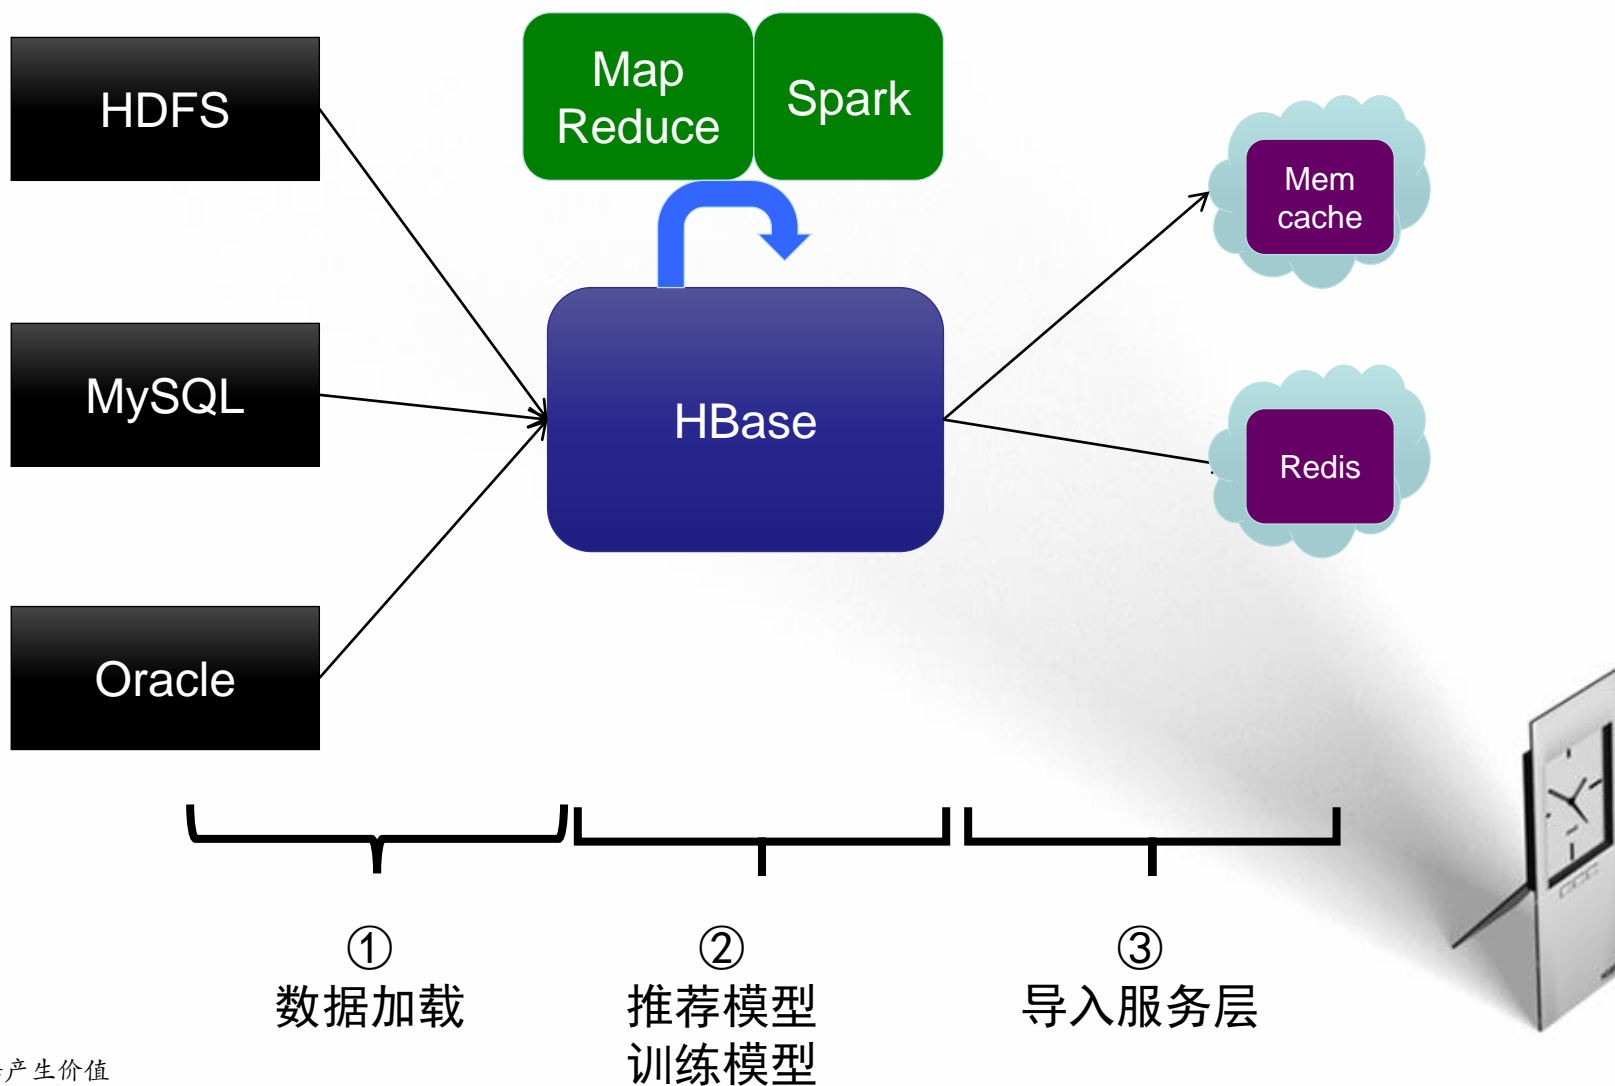 HDFS
Map
Reduce
Spark
Mem
cache
MySQL
HBase
Redis
Oracle
①
数据加载
②
推荐模型
训练模型
③
导入服务层
产生价值